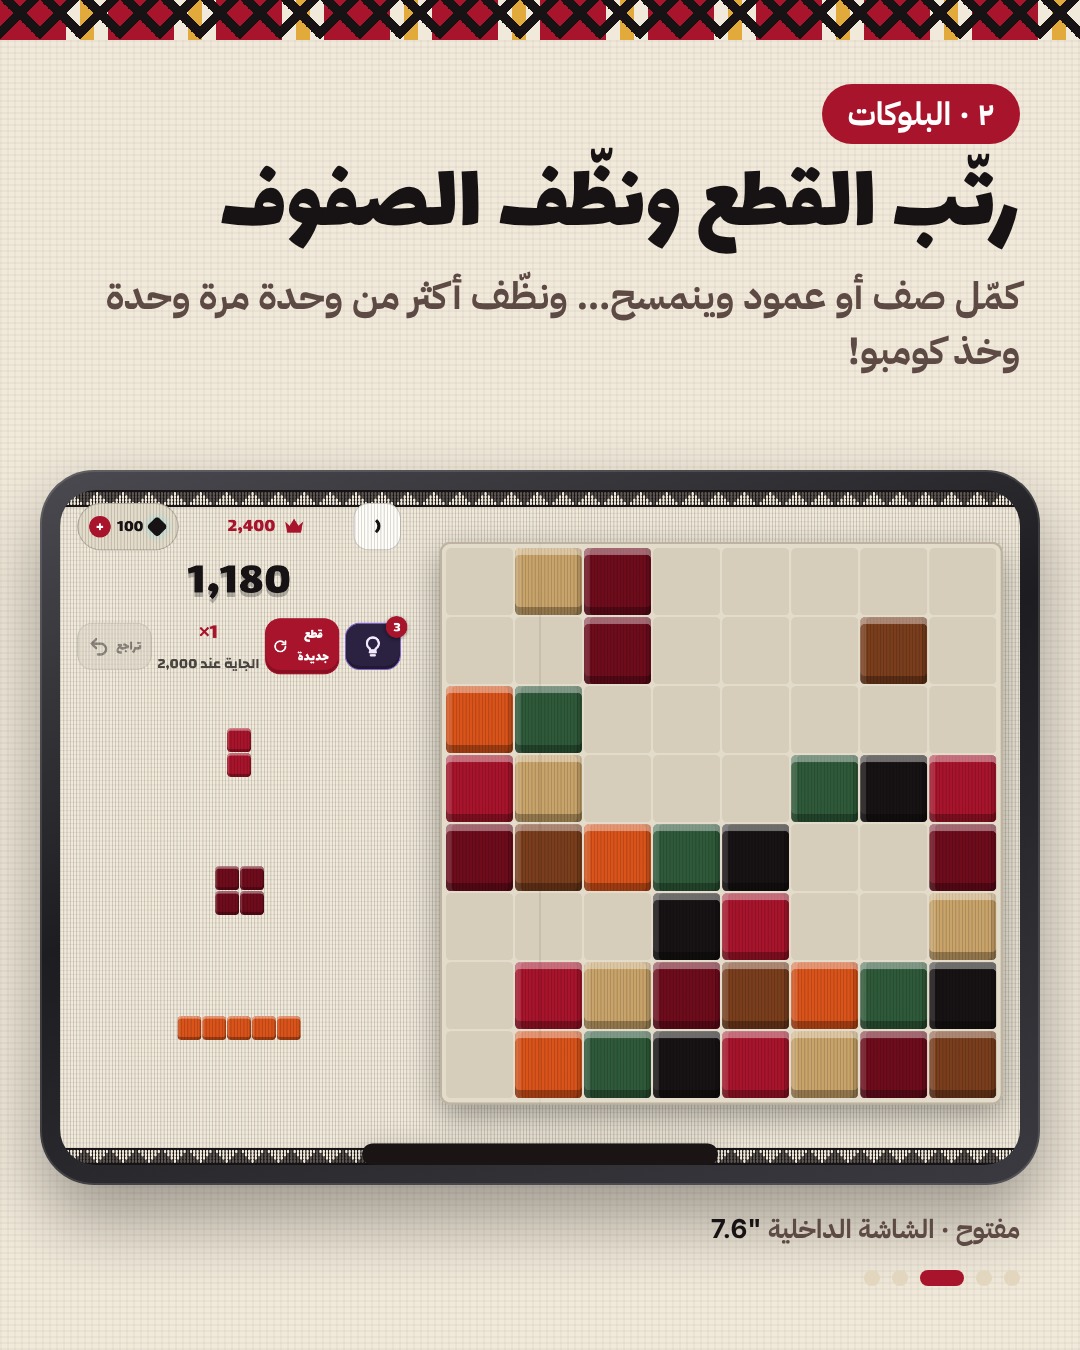 ٢ · البلوكات
رتّب القطع ونظّف الصفوف
كمّل صف أو عمود وينمسح... ونظّف أكثر من وحدة مرة وحدة
وخذ كومبو!
2,400
100
1,180
3
قطع
جديدة
×1
الجاية عند 2,000
تراجع
مفتوح · الشاشة الداخلية "7.6